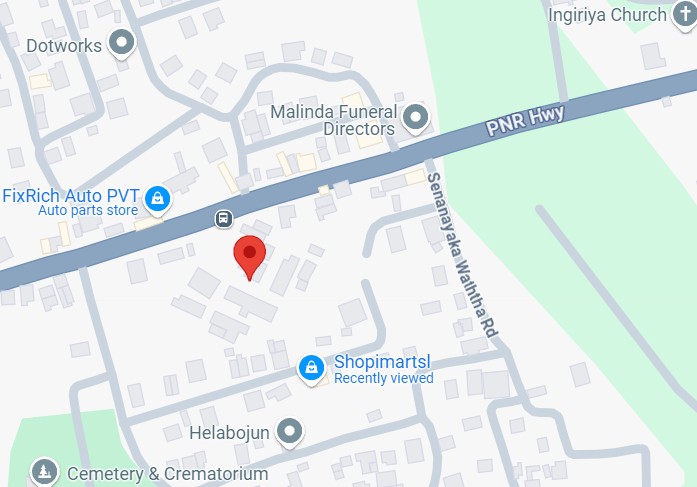 Ingiriya Church
Dotworks
Malinda Funeral
Directors
PNR Hwy
FixRich Auto PVT
Auto parts store
Senanayaka Waththa Rd
Shopimartsl
Recently viewed
Helabojun
Cemetery & Crematorium